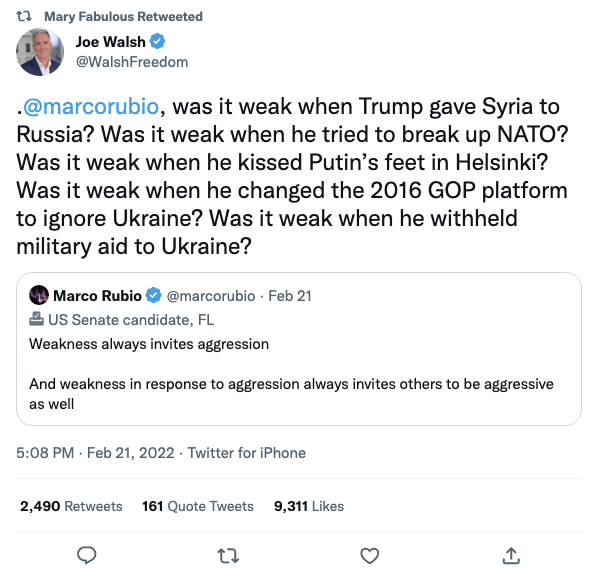 Mary Fabulous Retweeted
Joe Walsh
@WalshFreedom
.@marcorubio, was it weak when Trump gave Syria to
Russia? Was it weak when he tried to break up NATO?
Was it weak when he kissed Putin’s feet in Helsinki?
Was it weak when he changed the 2016 GOP platform
to ignore Ukraine? Was it weak when he withheld
military aid to Ukraine?
Marco Rubio @marcorubio · Feb 21
US Senate candidate, FL
Weakness always invites aggression
And weakness in response to aggression always invites others to be aggressive
as well
5:08 PM · Feb 21, 2022 · Twitter for iPhone
2,490 Retweets 161 Quote Tweets 9,311 Likes